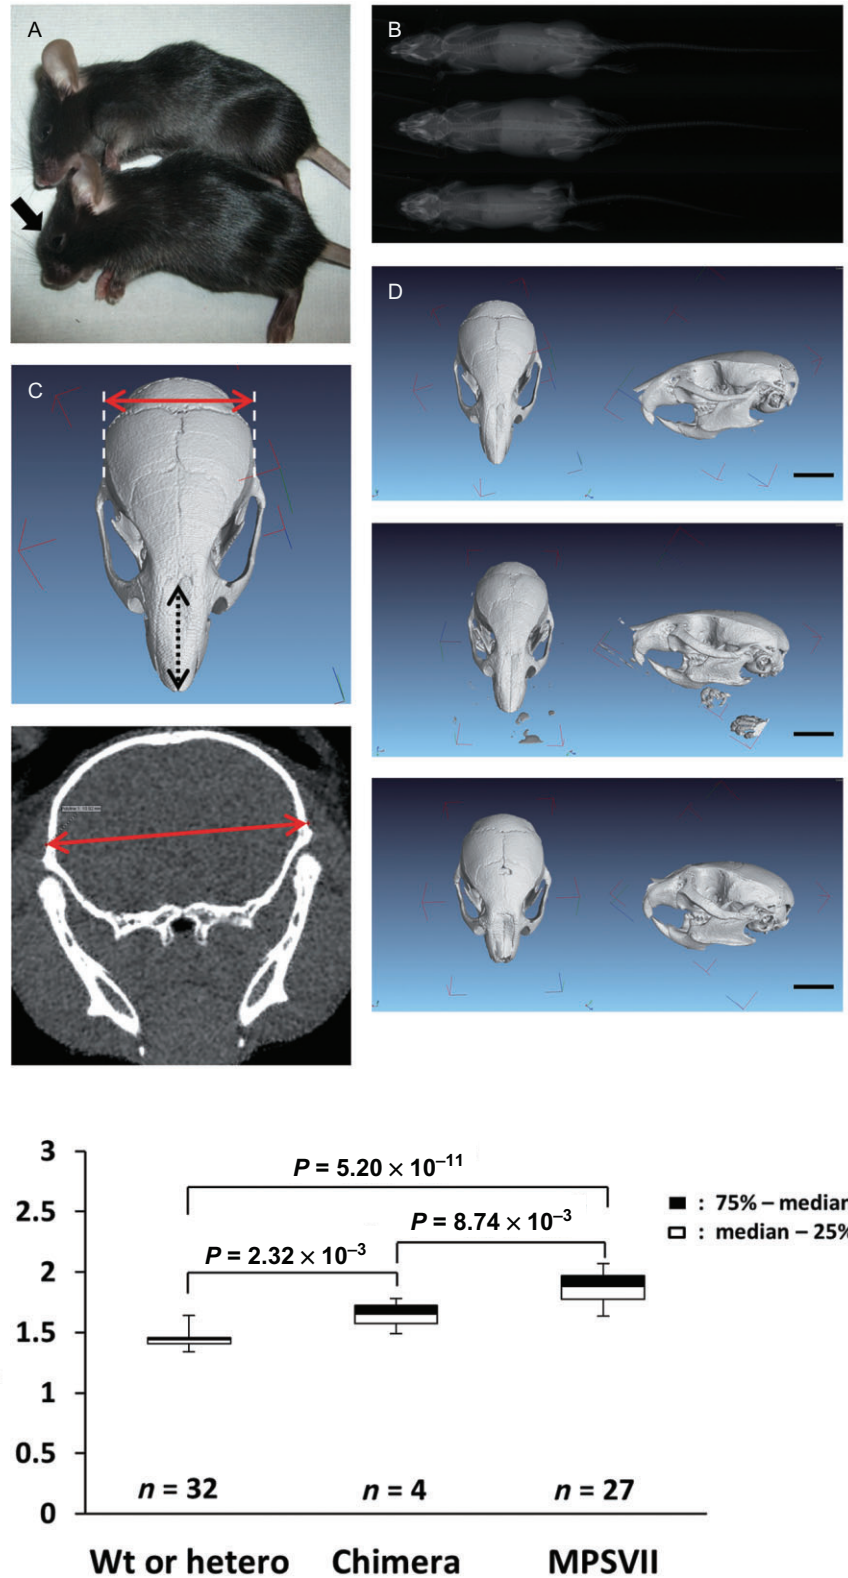 A
B
C
D
3
2.5
2
1.5
1
0.5
0
P = 5.20 × 10⁻¹¹
P = 8.74 × 10⁻³
P = 2.32 × 10⁻³
: 75% – median
: median – 25%
n = 32
n = 4
n = 27
Wt or hetero
Chimera
MPSVII